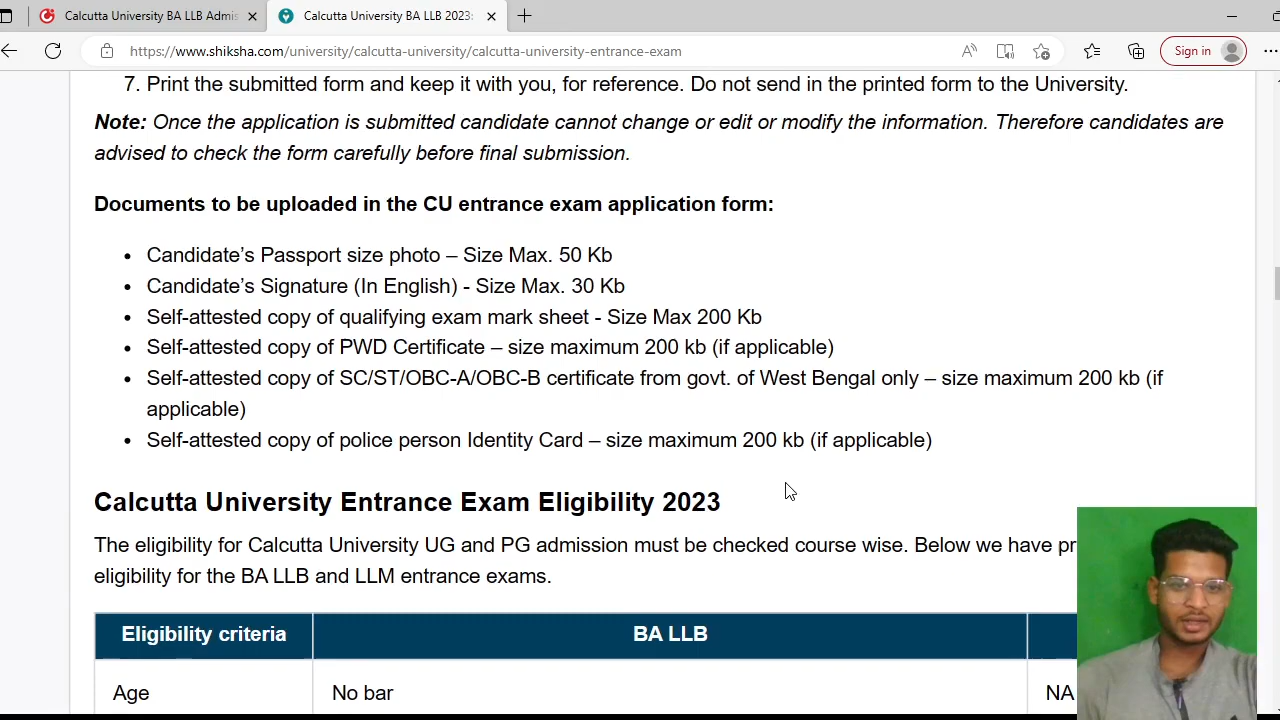 Calcutta University BA LLB Admis
Calcutta University BA LLB 2023:
https://www.shiksha.com/university/calcutta-university/calcutta-university-entrance-exam
Sign in
7. Print the submitted form and keep it with you, for reference. Do not send in the printed form to the University.
Note: Once the application is submitted candidate cannot change or edit or modify the information. Therefore candidates are
advised to check the form carefully before final submission.
Documents to be uploaded in the CU entrance exam application form:
• Candidate’s Passport size photo – Size Max. 50 Kb
• Candidate’s Signature (In English) - Size Max. 30 Kb
• Self-attested copy of qualifying exam mark sheet - Size Max 200 Kb
• Self-attested copy of PWD Certificate – size maximum 200 kb (if applicable)
• Self-attested copy of SC/ST/OBC-A/OBC-B certificate from govt. of West Bengal only – size maximum 200 kb (if
applicable)
• Self-attested copy of police person Identity Card – size maximum 200 kb (if applicable)
Calcutta University Entrance Exam Eligibility 2023
The eligibility for Calcutta University UG and PG admission must be checked course wise. Below we have pr
eligibility for the BA LLB and LLM entrance exams.
Eligibility criteria BA LLB
Age No bar NA